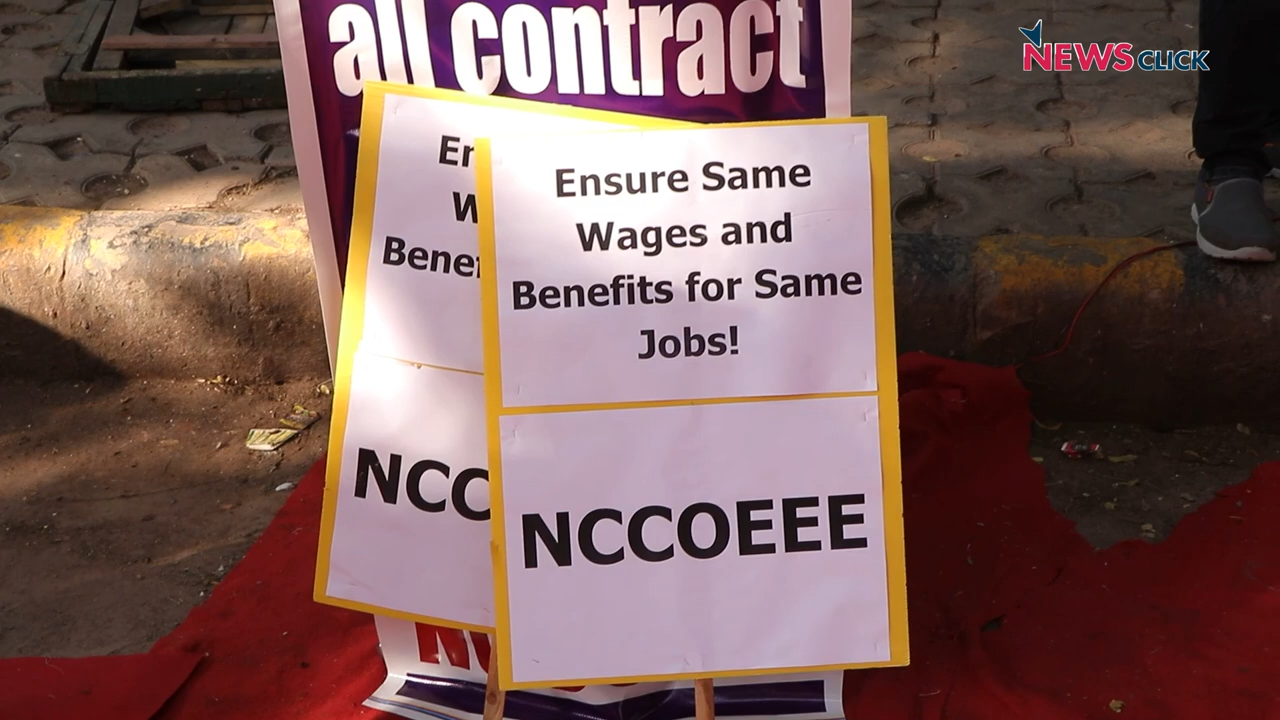 all contract
NEWSCLICK
Ensure Same
Wages and
Benefits for Same
Jobs!
NCCOEEE